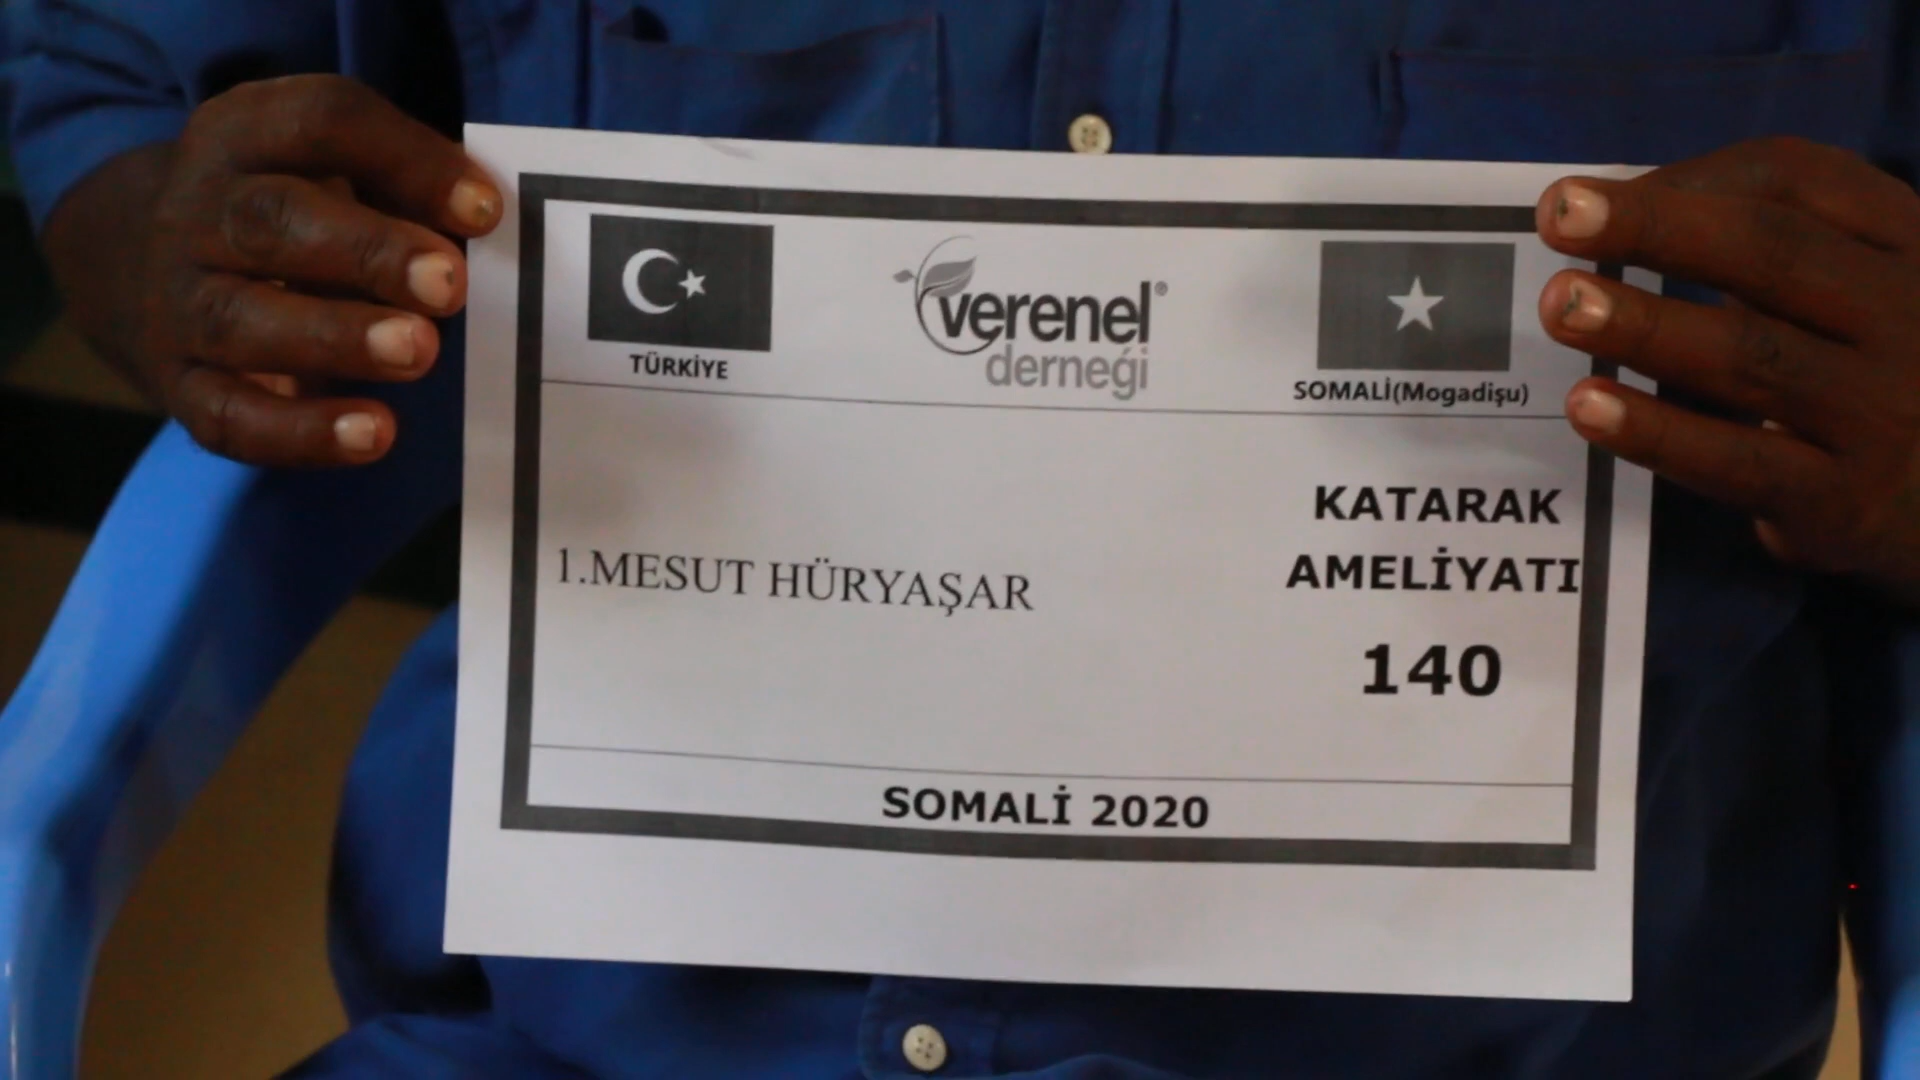 TÜRKİYE
verenel®
derneği
SOMALİ(Mogadişu)
1.MESUT HÜRYAŞAR
KATARAK
AMELİYATI
140
SOMALİ 2020